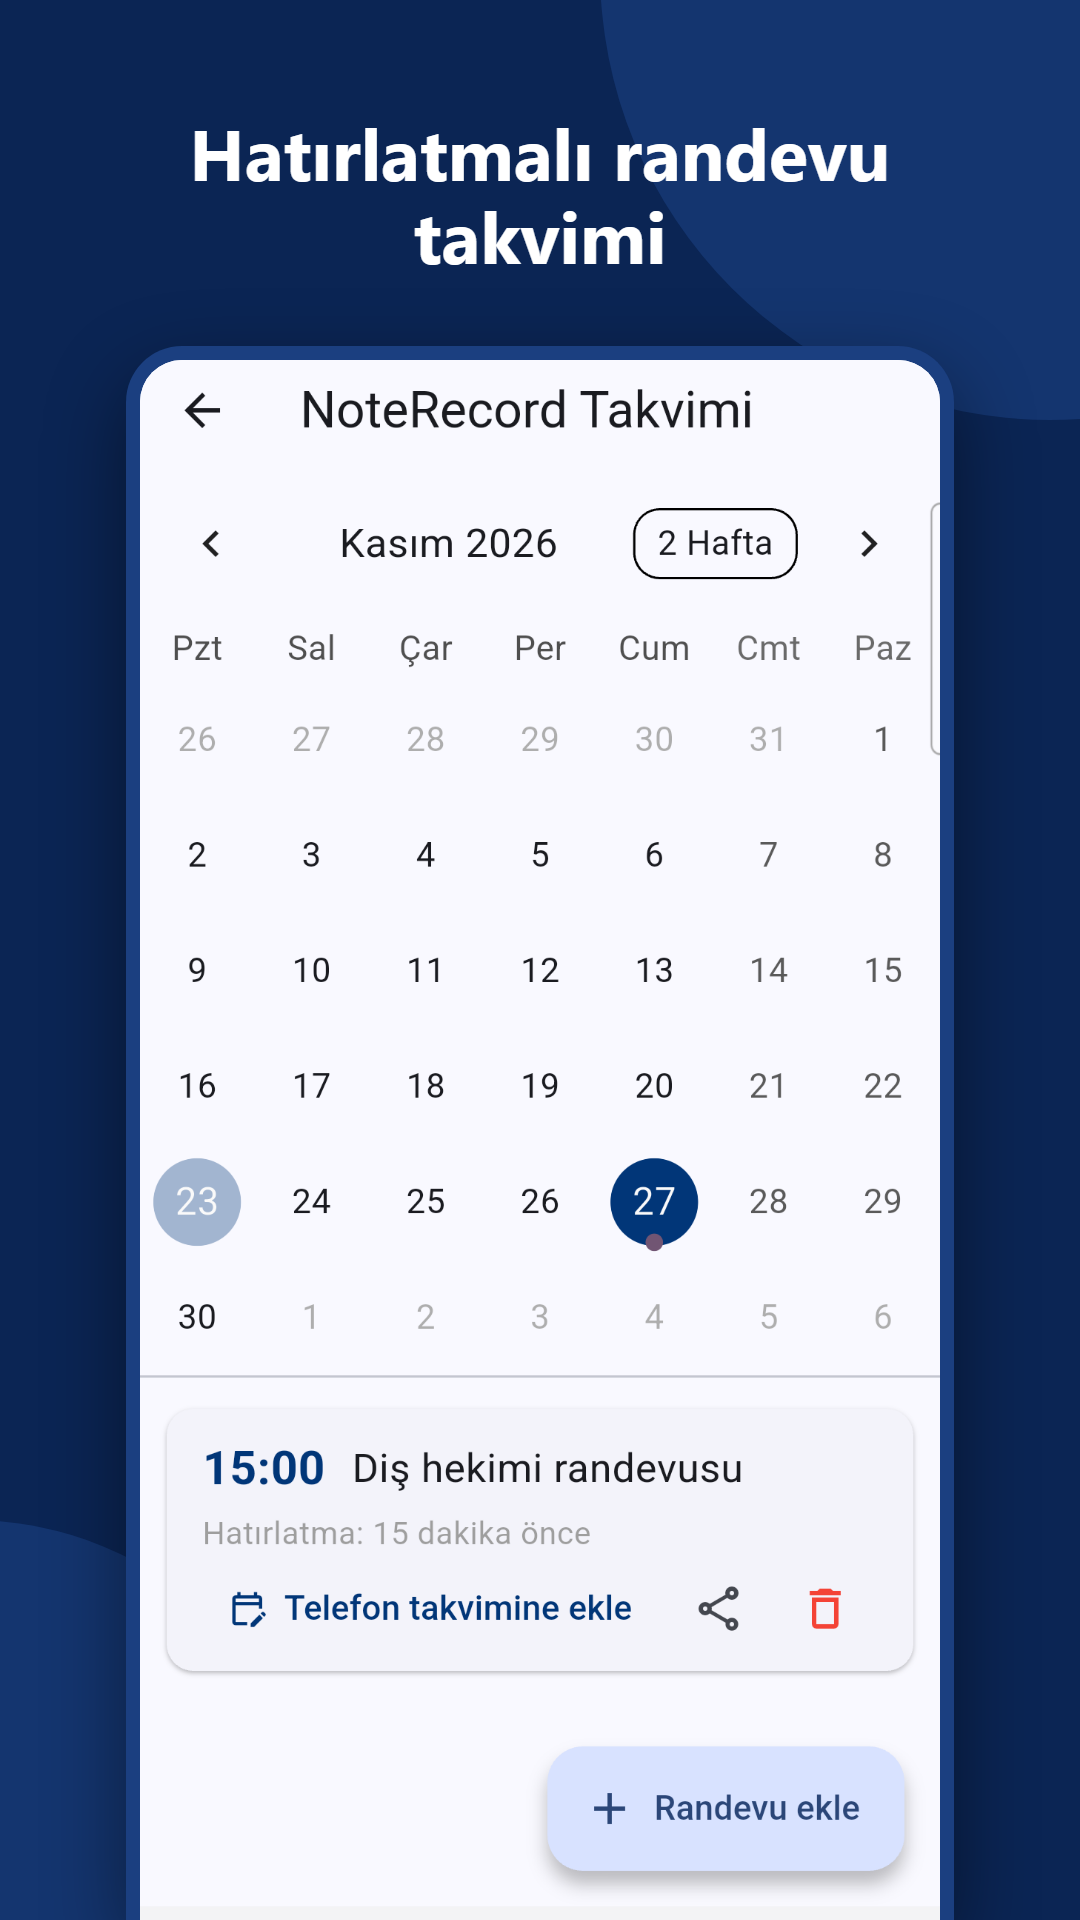 Hatırlatmalı randevu
takvimi
NoteRecord Takvimi
Kasım 2026 2 Hafta
Pzt Sal Çar Per Cum Cmt Paz
26 27 28 29 30 31 1
2 3 4 5 6 7 8
9 10 11 12 13 14 15
16 17 18 19 20 21 22
23 24 25 26 27 28 29
30 1 2 3 4 5 6
15:00 Diş hekimi randevusu
Hatırlatma: 15 dakika önce
Telefon takvimine ekle
Randevu ekle